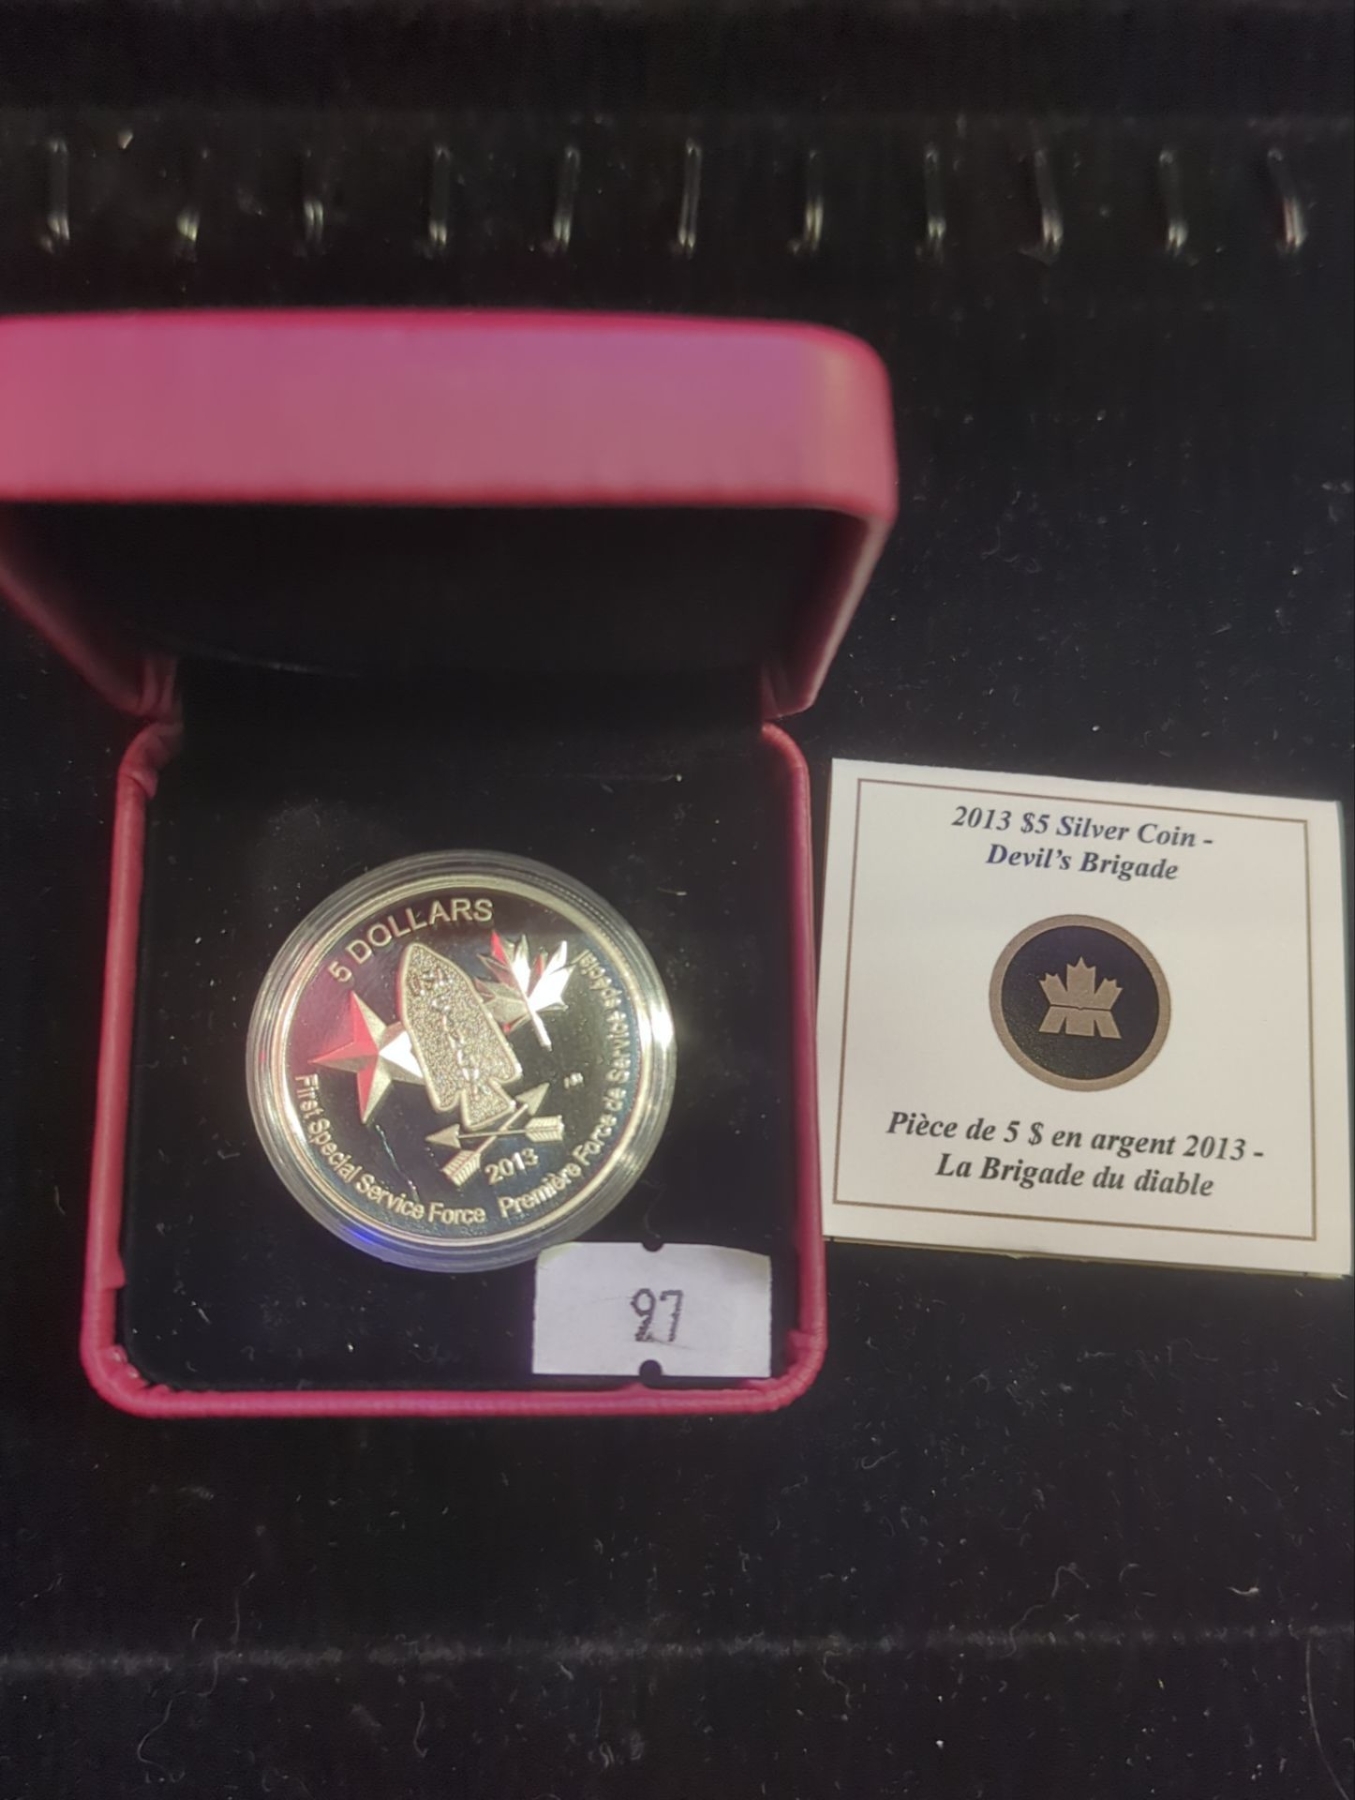 5 DOLLARS
2013
First Special Service Force Première Force de Service spécial
97
2013 $5 Silver Coin -
Devil's Brigade
Pièce de 5 $ en argent 2013 -
La Brigade du diable